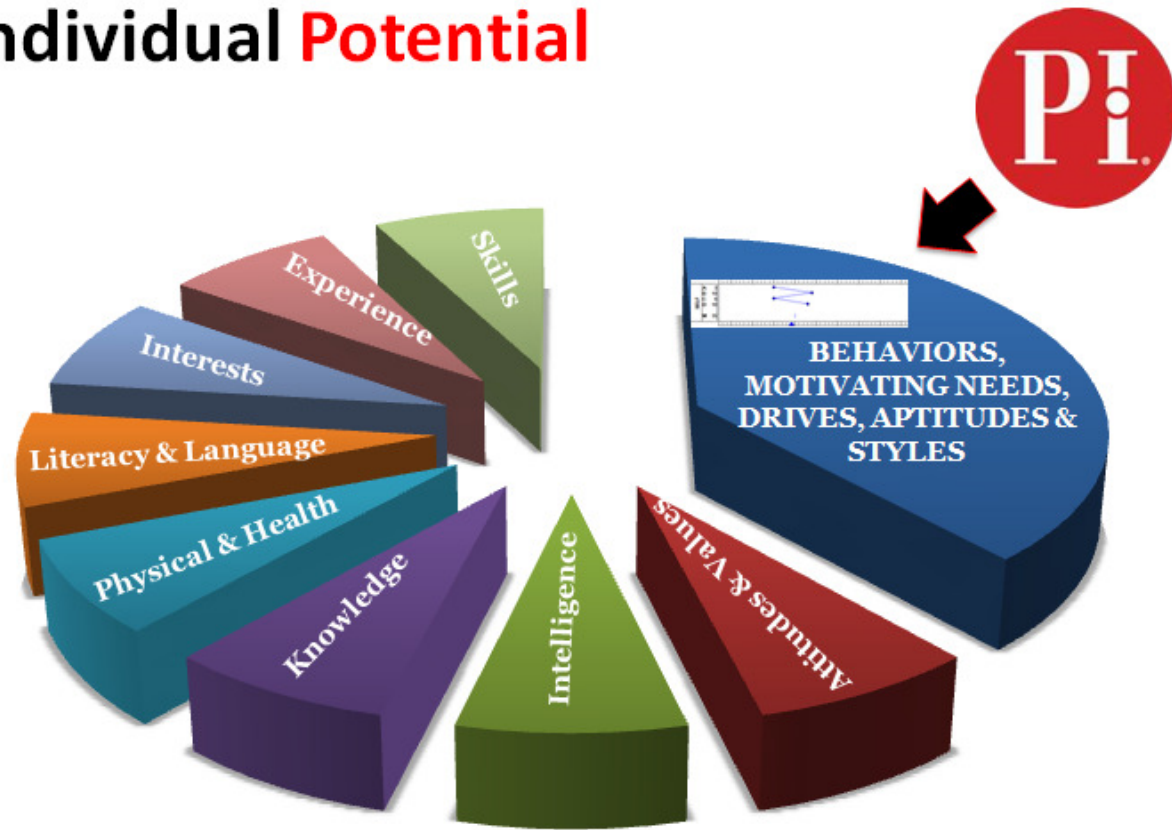 ndividual Potential
PI.
Skills
Experience
Interests
Literacy & Language
Physical & Health
Knowledge
Intelligence
Attitudes & Values
BEHAVIORS,
MOTIVATING NEEDS,
DRIVES, APTITUDES &
STYLES